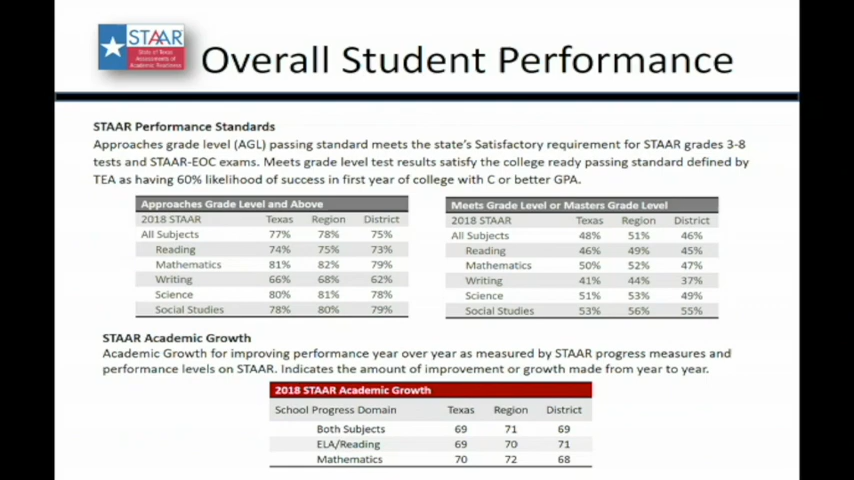 STAAR
State of Texas
Assessments of
Academic Readiness
Overall Student Performance
STAAR Performance Standards
Approaches grade level (AGL) passing standard meets the state's Satisfactory requirement for STAAR grades 3-8
tests and STAAR-EOC exams. Meets grade level test results satisfy the college ready passing standard defined by
TEA as having 60% likelihood of success in first year of college with C or better GPA.
Approaches Grade Level and Above
2018 STAAR Texas Region District
All Subjects 77% 78% 75%
Reading 74% 75% 73%
Mathematics 81% 82% 79%
Writing 66% 68% 62%
Science 80% 81% 78%
Social Studies 78% 80% 79%
Meets Grade Level or Masters Grade Level
2018 STAAR Texas Region District
All Subjects 48% 51% 46%
Reading 46% 49% 45%
Mathematics 50% 52% 47%
Writing 41% 44% 37%
Science 51% 53% 49%
Social Studies 53% 56% 55%
STAAR Academic Growth
Academic Growth for improving performance year over year as measured by STAAR progress measures and
performance levels on STAAR. Indicates the amount of improvement or growth made from year to year.
2018 STAAR Academic Growth
School Progress Domain Texas Region District
Both Subjects 69 71 69
ELA/Reading 69 70 71
Mathematics 70 72 68